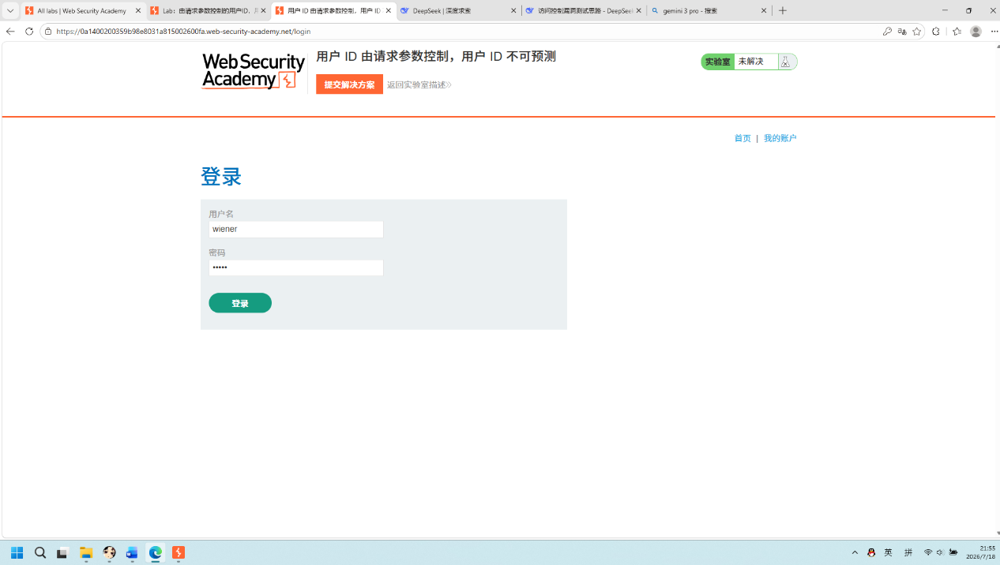 All labs | Web Security Academy
Lab：由请求参数控制的用户ID，用
用户 ID 由请求参数控制，用户 ID
DeepSeek | 深度求索
访问控制漏洞测试思路 - DeepSeek
gemini 3 pro - 搜索
https://0a1400200359b98e8031a815002600fa.web-security-academy.net/login
Web Security
Academy
用户 ID 由请求参数控制，用户 ID 不可预测
提交解决方案
返回实验室描述
实验室
未解决
首页 | 我的账户
登录
用户名
wiener
密码
•••••
登录
英
拼
21:55
2026/7/18